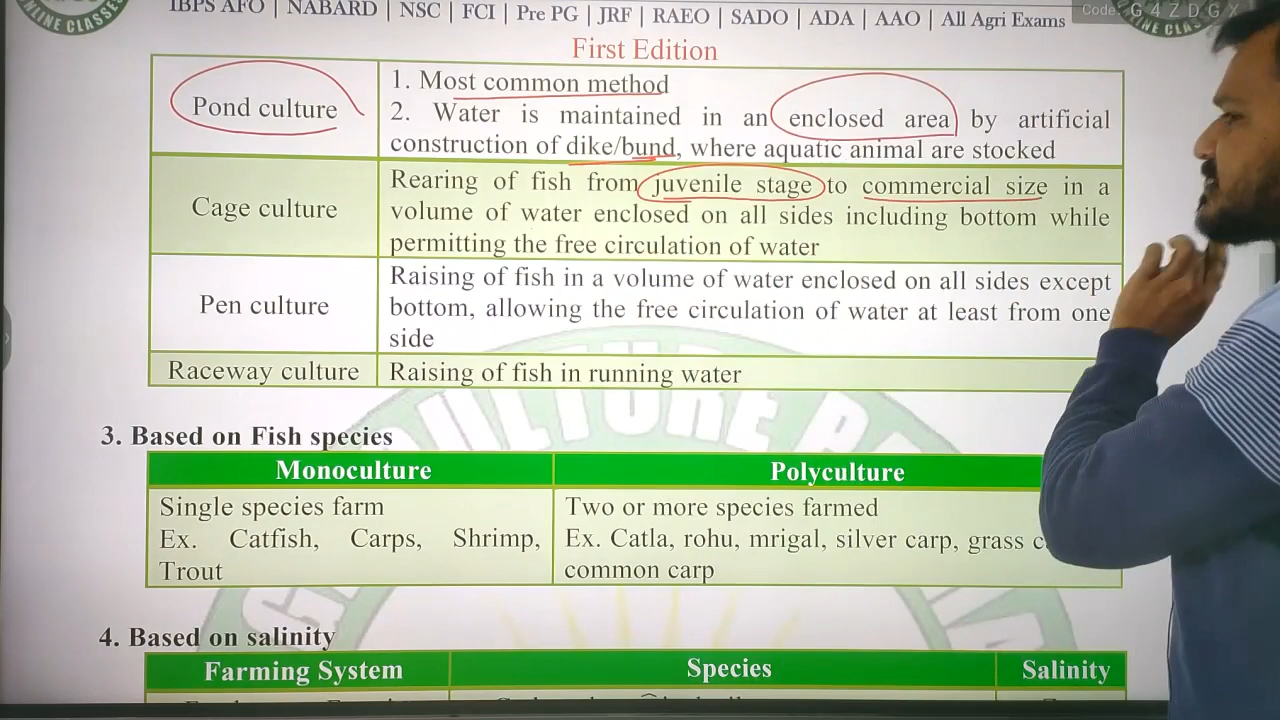 IBPS AFO | NABARD | NSC | FCI | Pre PG | JRF | RAEO | SADO | ADA | AAO | All Agri Exams
Code: G 4 Z D G X
ONLINE CLASSES
First Edition
Pond culture
1. Most common method
2. Water is maintained in an enclosed area by artificial
construction of dike/bund, where aquatic animal are stocked
Cage culture
Rearing of fish from juvenile stage to commercial size in a
volume of water enclosed on all sides including bottom while
permitting the free circulation of water
Pen culture
Raising of fish in a volume of water enclosed on all sides except
bottom, allowing the free circulation of water at least from one
side
Raceway culture
Raising of fish in running water
3. Based on Fish species
Monoculture
Polyculture
Single species farm
Ex. Catfish, Carps, Shrimp,
Trout
Two or more species farmed
Ex. Catla, rohu, mrigal, silver carp, grass
common carp
4. Based on salinity
Farming System
Species
Salinity